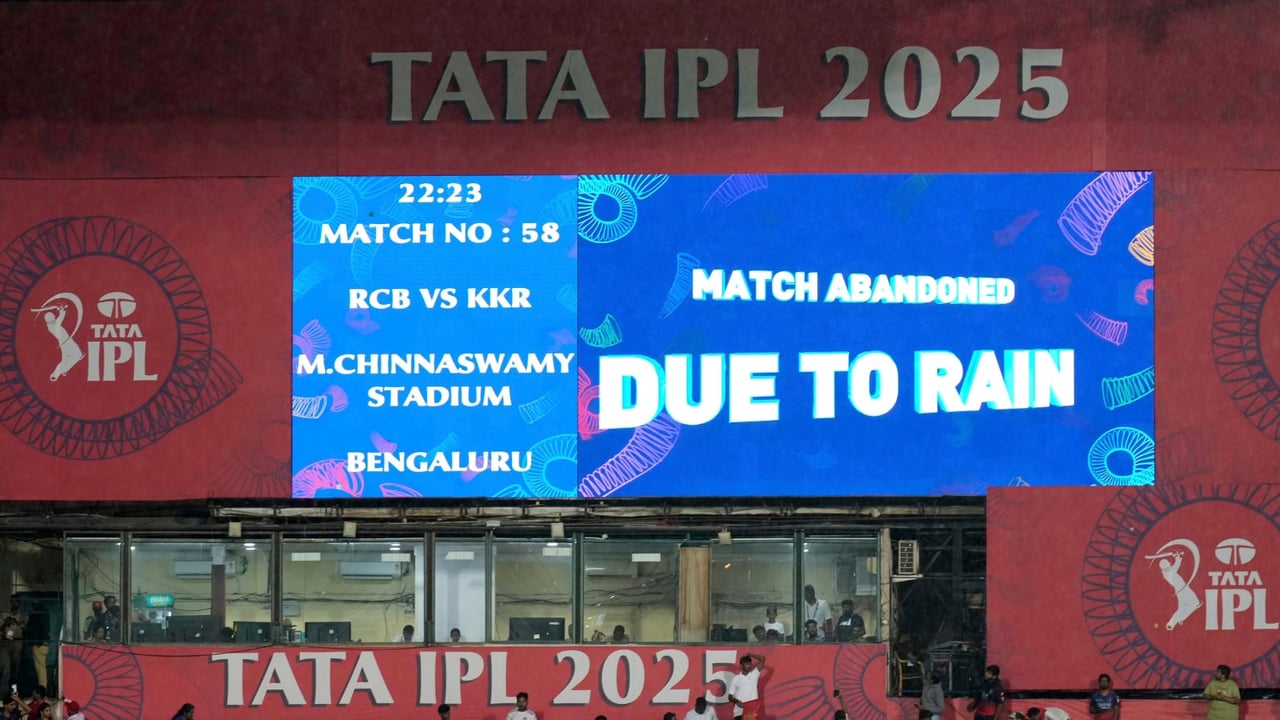 TATA IPL 2025
22:23
MATCH NO : 58
RCB VS KKR
M.CHINNASWAMY
STADIUM
BENGALURU
MATCH ABANDONED
DUE TO RAIN
TATA
IPL
TATA
IPL
TATA IPL 2025